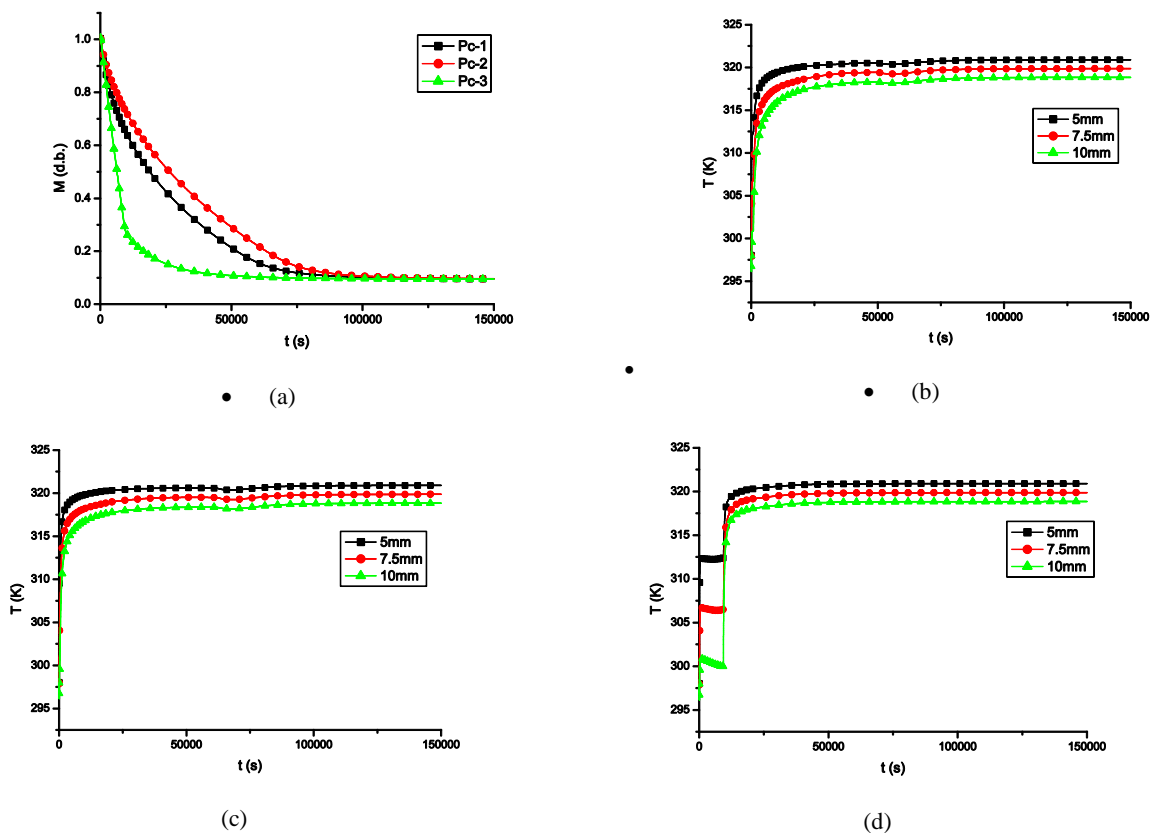 1.0
0.8
0.6
0.4
0.2
0.0
M (d.b.)
0
50000
100000
150000
t (s)
Pc-1
Pc-2
Pc-3
• (a)
325
320
315
310
305
300
295
T (K)
0
50000
100000
150000
t (s)
5mm
7.5mm
10mm
•
• (b)
325
320
315
310
305
300
295
T (K)
0
50000
100000
150000
t (s)
5mm
7.5mm
10mm
(c)
325
320
315
310
305
300
295
T (K)
0
50000
100000
150000
t (s)
5mm
7.5mm
10mm
(d)